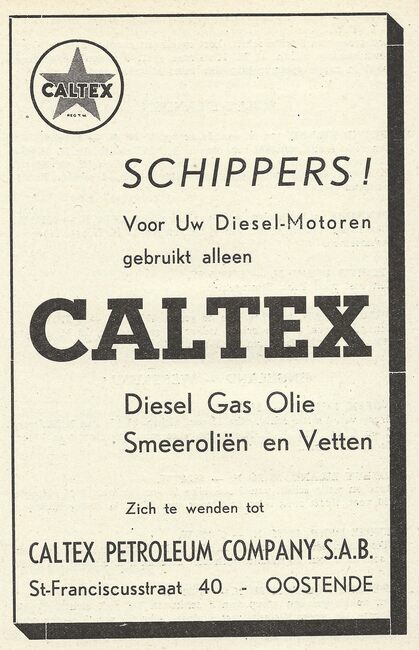 CALTEX
REG. T.M.
SCHIPPERS!
Voor Uw Diesel-Motoren
gebruikt alleen
CALTEX
Diesel Gas Olie
Smeeroliën en Vetten
Zich te wenden tot
CALTEX PETROLEUM COMPANY S.A.B.
St-Franciscusstraat 40 - OOSTENDE